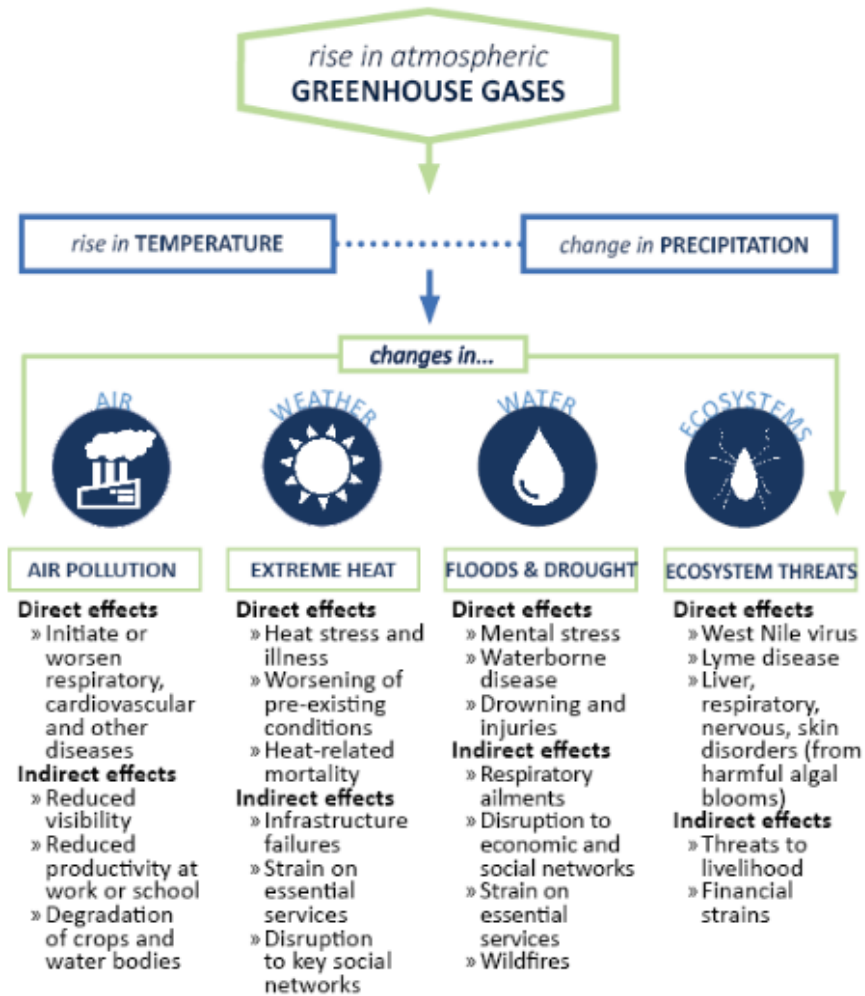 rise in atmospheric
GREENHOUSE GASES
rise in TEMPERATURE
change in PRECIPITATION
changes in...
AIR
WEATHER
WATER
ECOSYSTEMS
AIR POLLUTION
Direct effects
» Initiate or
worsen
respiratory,
cardiovascular
and other
diseases
Indirect effects
» Reduced
visibility
» Reduced
productivity at
work or school
» Degradation
of crops and
water bodies
EXTREME HEAT
Direct effects
» Heat stress and
illness
» Worsening of
pre-existing
conditions
» Heat-related
mortality
Indirect effects
» Infrastructure
failures
» Strain on
essential
services
» Disruption
to key social
networks
FLOODS & DROUGHT
Direct effects
» Mental stress
» Waterborne
disease
» Drowning and
injuries
Indirect effects
» Respiratory
ailments
» Disruption to
economic and
social networks
» Strain on
essential
services
» Wildfires
ECOSYSTEM THREATS
Direct effects
» West Nile virus
» Lyme disease
» Liver,
respiratory,
nervous, skin
disorders (from
harmful algal
blooms)
Indirect effects
» Threats to
livelihood
» Financial
strains